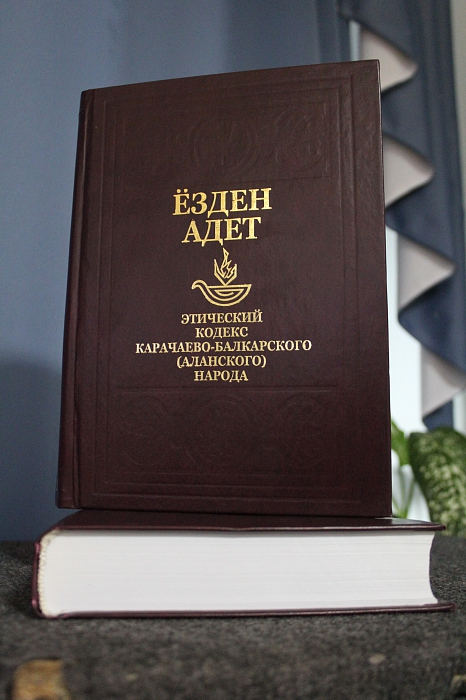 ЁЗДЕН
АДЕТ
ЭТИЧЕСКИЙ
КОДЕКС
КАРАЧАЕВО-БАЛКАРСКОГО
(АЛАНСКОГО)
НАРОДА